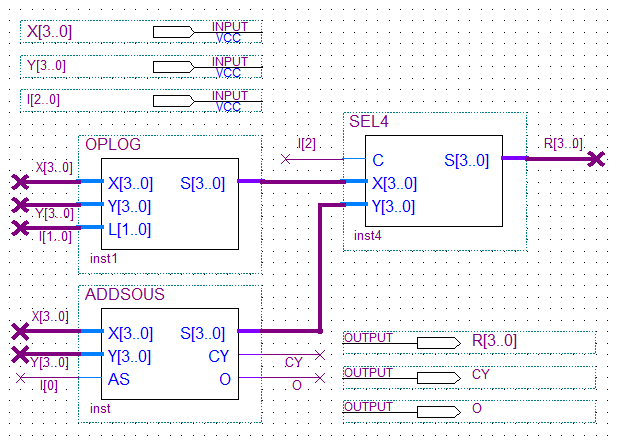 X[3..0] INPUT VCC
Y[3..0] INPUT VCC
I[2..0] INPUT VCC
SEL4
I[2] C S[3..0] R[3..0]
X[3..0]
Y[3..0]
inst4
OPLOG
X[3..0] X[3..0] S[3..0]
Y[3..0] Y[3..0]
I[1..0] L[1..0]
inst1
ADDSOUS
X[3..0] X[3..0] S[3..0]
Y[3..0] Y[3..0] CY CY
I[0] AS O O
inst
OUTPUT R[3..0]
OUTPUT CY
OUTPUT O